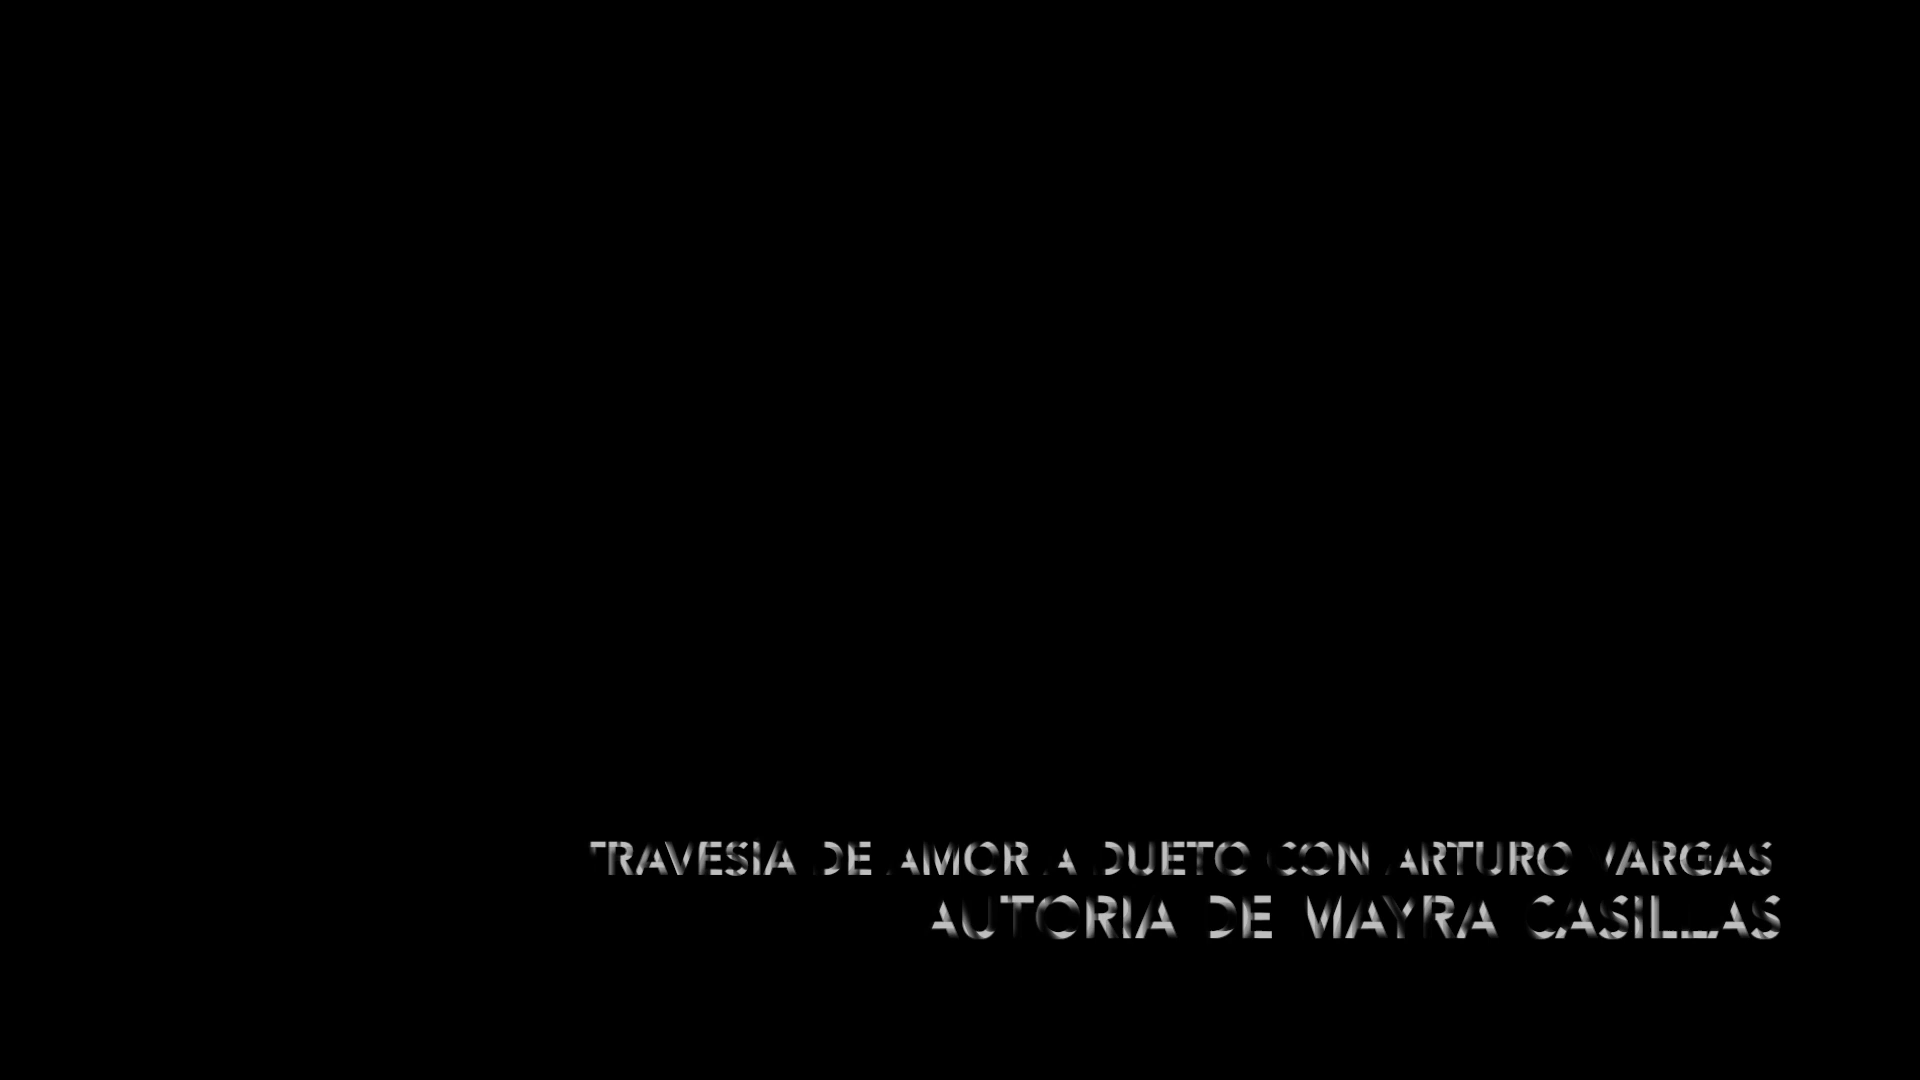 TRAVESIA DE AMOR A DUETO CON ARTURO VARGAS
AUTORIA DE MAYRA CASILLAS